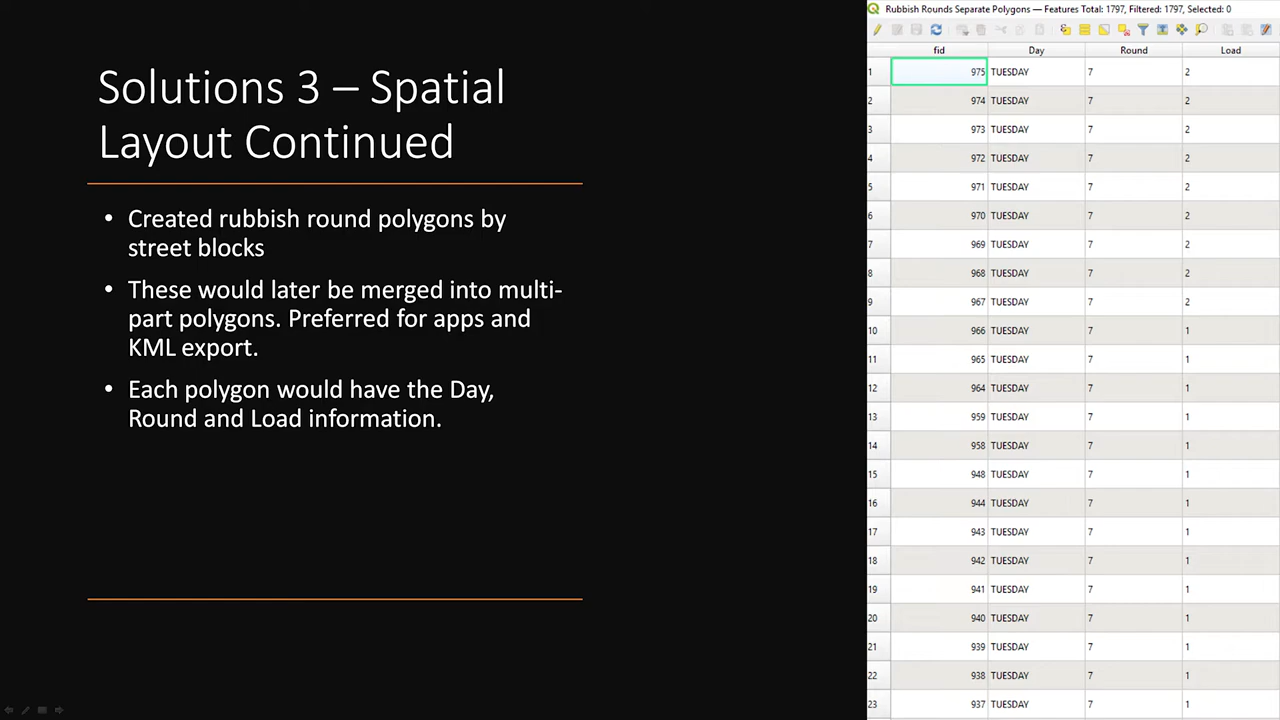 Solutions 3 – Spatial
Layout Continued
• Created rubbish round polygons by
street blocks
• These would later be merged into multi-
part polygons. Preferred for apps and
KML export.
• Each polygon would have the Day,
Round and Load information.
Rubbish Rounds Separate Polygons — Features Total: 1797, Filtered: 1797, Selected: 0
fid Day Round Load
1 975 TUESDAY 7 2
2 974 TUESDAY 7 2
3 973 TUESDAY 7 2
4 972 TUESDAY 7 2
5 971 TUESDAY 7 2
6 970 TUESDAY 7 2
7 969 TUESDAY 7 2
8 968 TUESDAY 7 2
9 967 TUESDAY 7 2
10 966 TUESDAY 7 1
11 965 TUESDAY 7 1
12 964 TUESDAY 7 1
13 959 TUESDAY 7 1
14 958 TUESDAY 7 1
15 948 TUESDAY 7 1
16 944 TUESDAY 7 1
17 943 TUESDAY 7 1
18 942 TUESDAY 7 1
19 941 TUESDAY 7 1
20 940 TUESDAY 7 1
21 939 TUESDAY 7 1
22 938 TUESDAY 7 1
23 937 TUESDAY 7 1